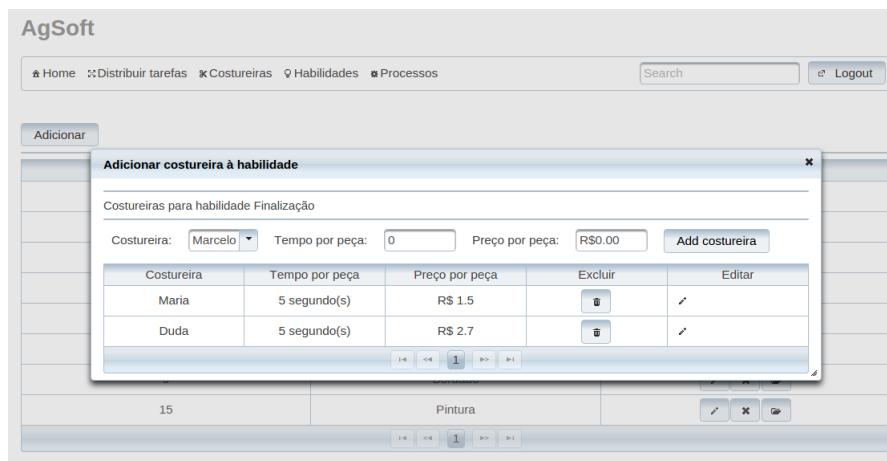 AgSoft
Home Distribuir tarefas Costureiras Habilidades Processos Search Logout
Adicionar
Adicionar costureira à habilidade
Costureiras para habilidade Finalização
Costureira: Marcelo Tempo por peça: 0 Preço por peça: R$0.00 Add costureira
Costureira Tempo por peça Preço por peça Excluir Editar
Maria 5 segundo(s) R$ 1.5
Duda 5 segundo(s) R$ 2.7
1
15 Pintura
1